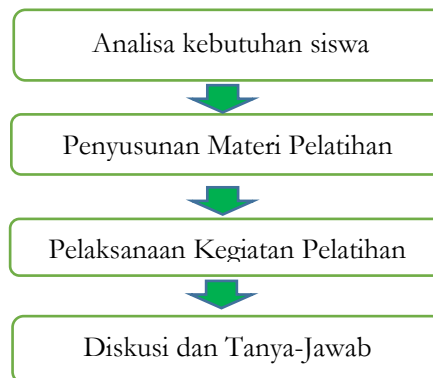 Analisa kebutuhan siswa
Penyusunan Materi Pelatihan
Pelaksanaan Kegiatan Pelatihan
Diskusi dan Tanya-Jawab